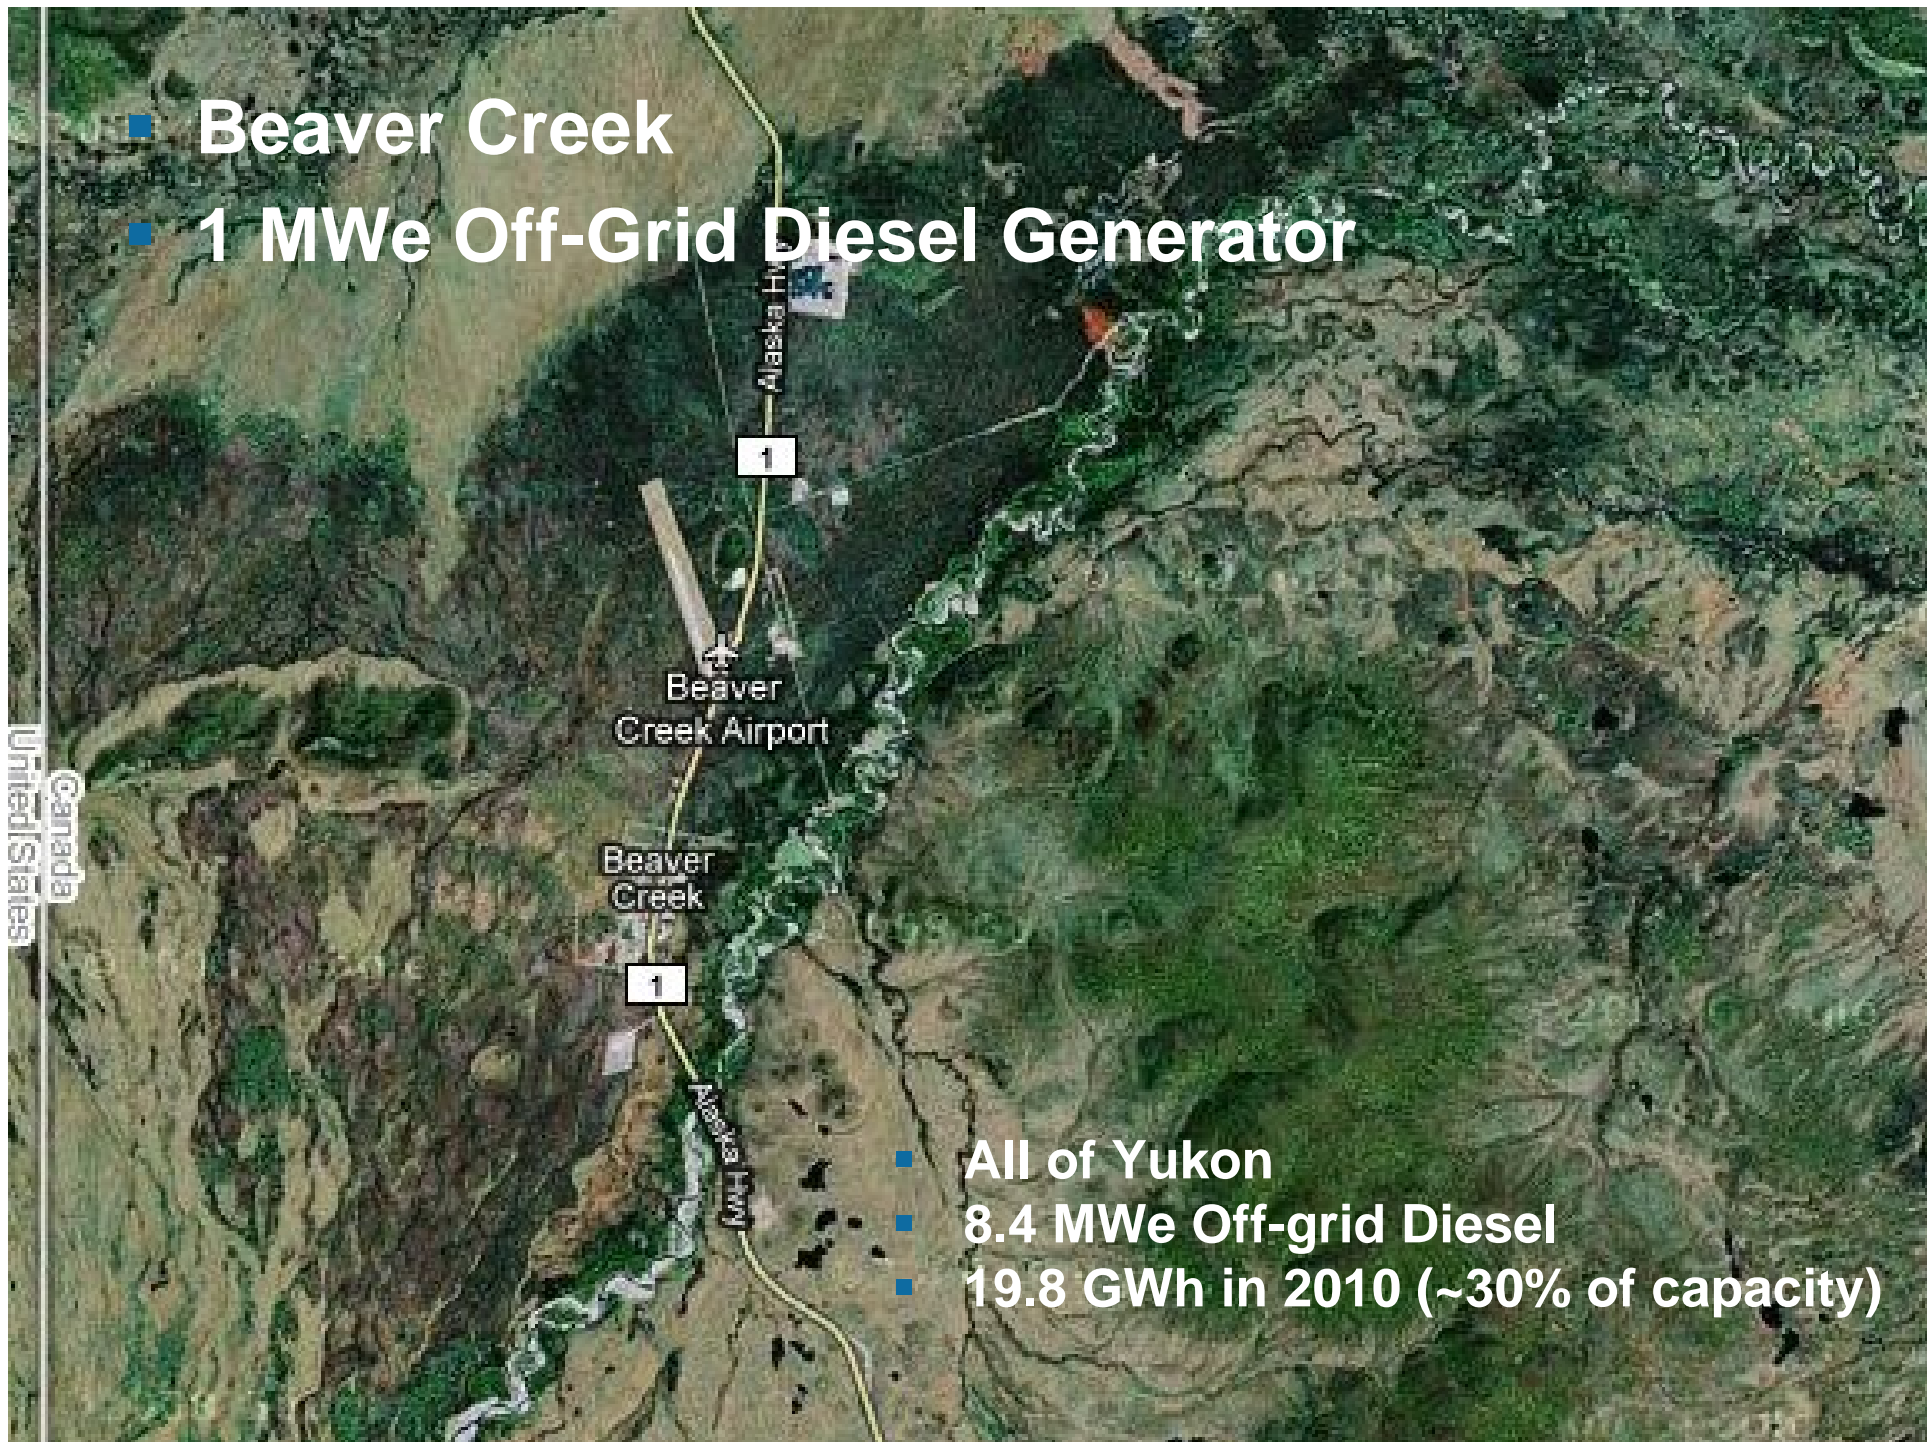 Beaver Creek
1 MWe Off-Grid Diesel Generator
Alaska Hwy
1
Beaver
Creek Airport
United States
Canada
Beaver
Creek
1
Alaska Hwy
All of Yukon
8.4 MWe Off-grid Diesel
19.8 GWh in 2010 (~30% of capacity)